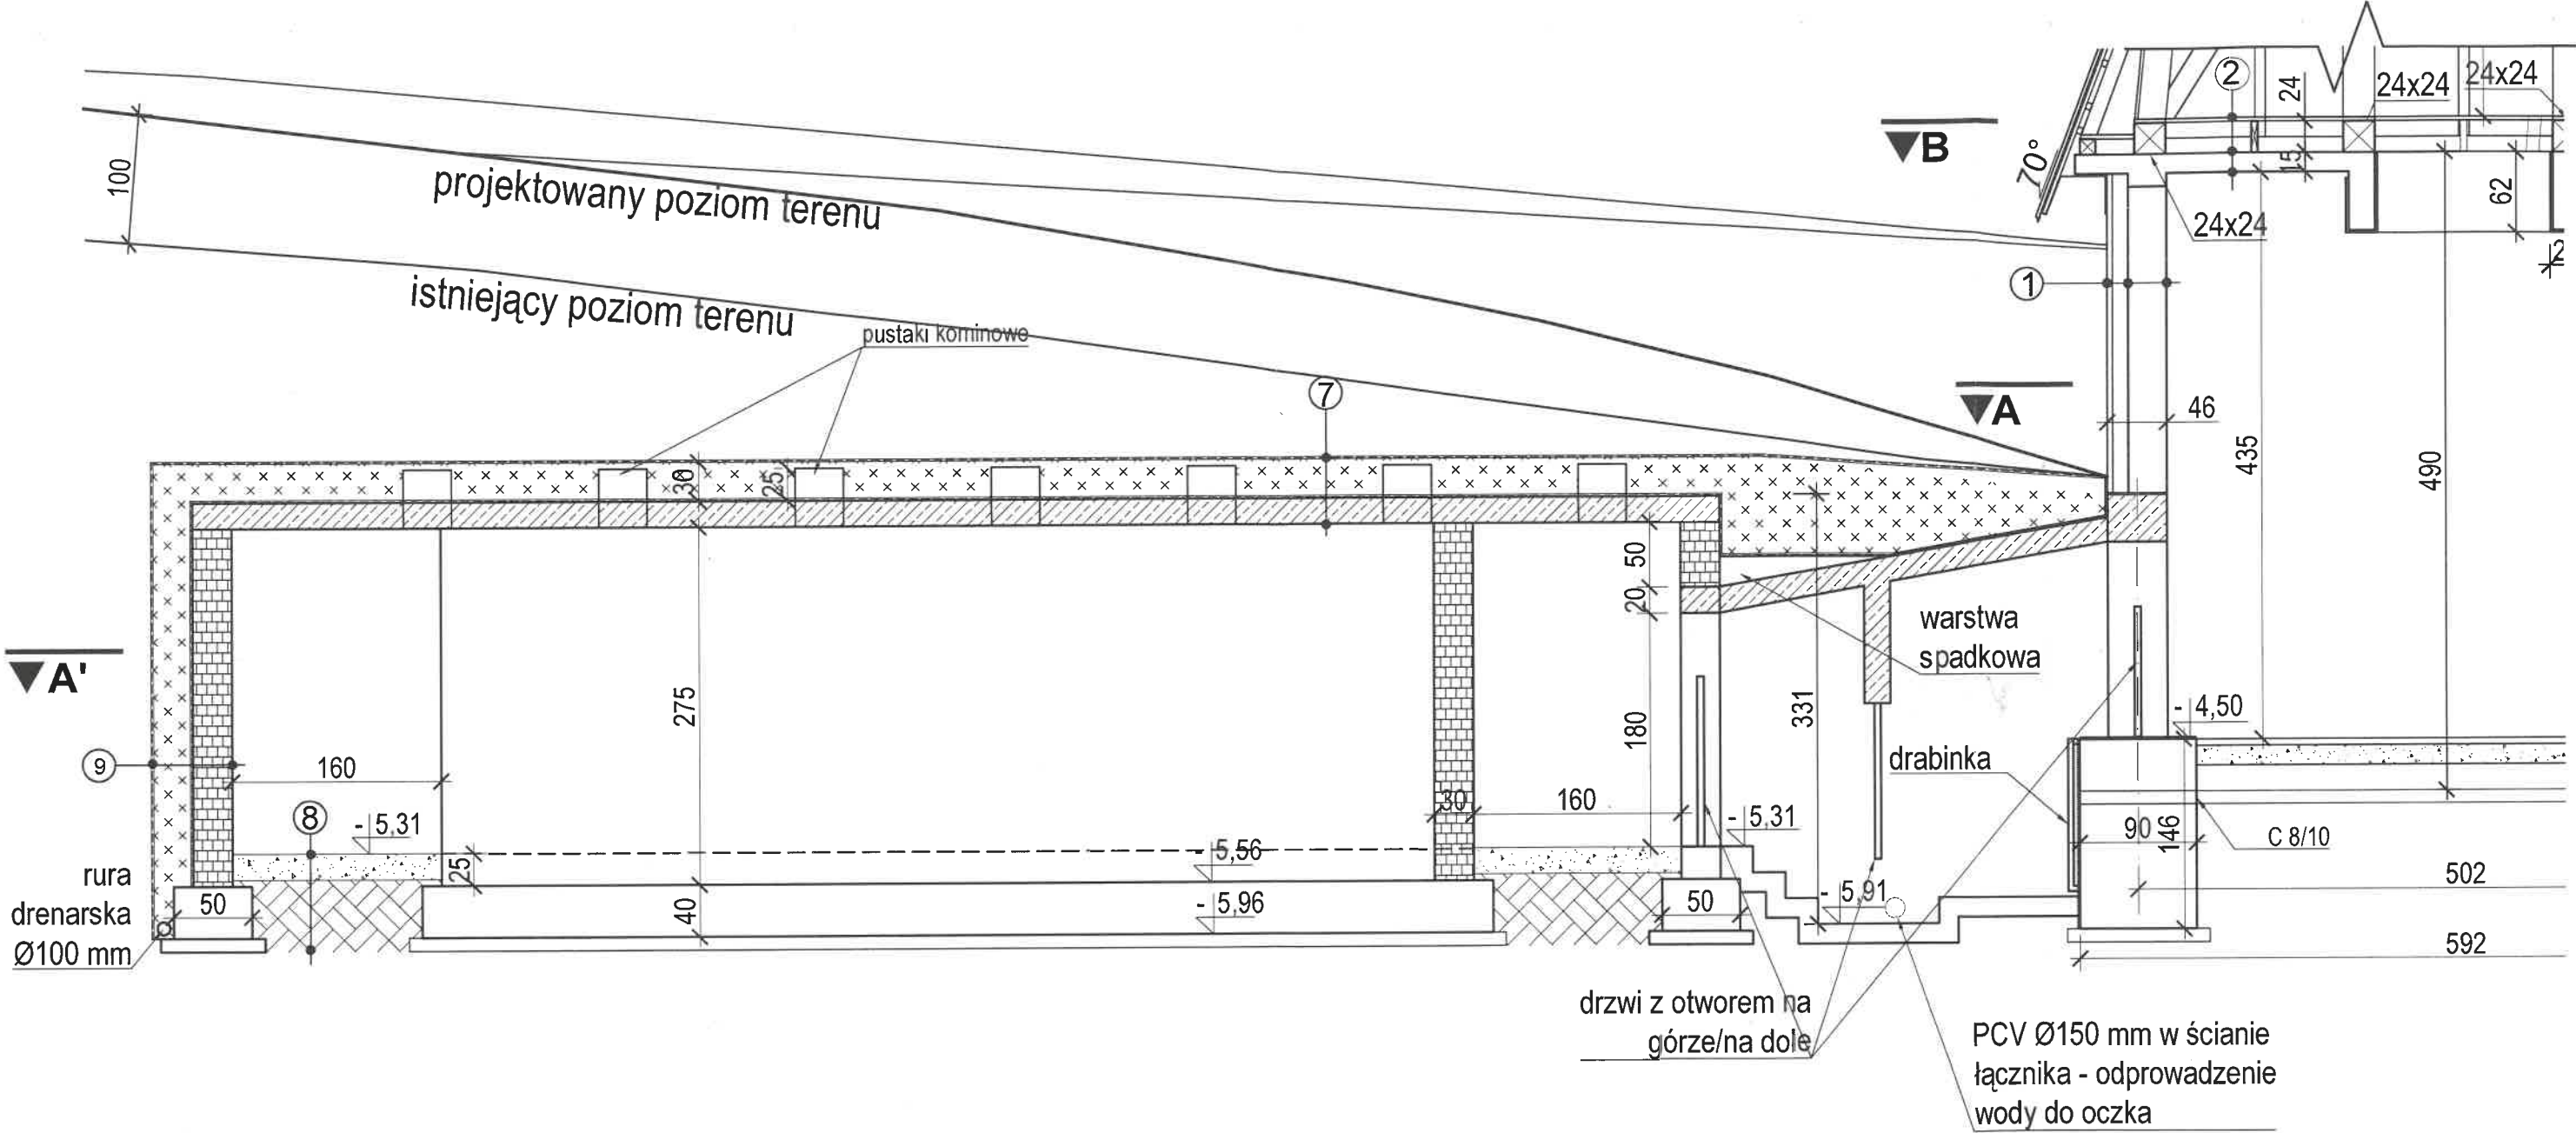 2
24
24x24
24x24
B
70°
15
100
projektowany poziom terenu
62
24x24
2
1
istniejący poziom terenu
pustaki kominowe
7
A
46
435
490
30
25
50
20
warstwa
spadkowa
A'
275
331
180
- 4,50
9
160
drabinka
30
160
8
- 5,31
- 5,31
90
146
C 8/10
25
- 5,56
rura
drenarska
Ø100 mm
50
40
- 5,96
50
- 5,91
502
592
drzwi z otworem na
górze/na dole
PCV Ø150 mm w ścianie
łącznika - odprowadzenie
wody do oczka